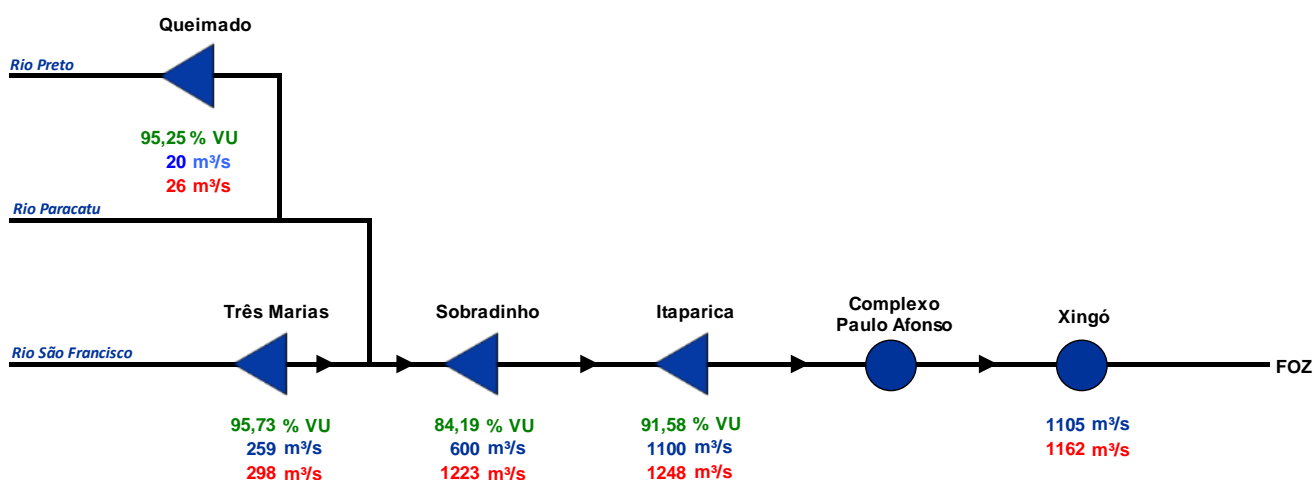 Queimado
Rio Preto
95,25 % VU
20 m³/s
26 m³/s
Rio Paracatu
Três Marias
Sobradinho
Itaparica
Complexo
Paulo Afonso
Xingó
Rio São Francisco
FOZ
95,73 % VU
259 m³/s
298 m³/s
84,19 % VU
600 m³/s
1223 m³/s
91,58 % VU
1100 m³/s
1248 m³/s
1105 m³/s
1162 m³/s